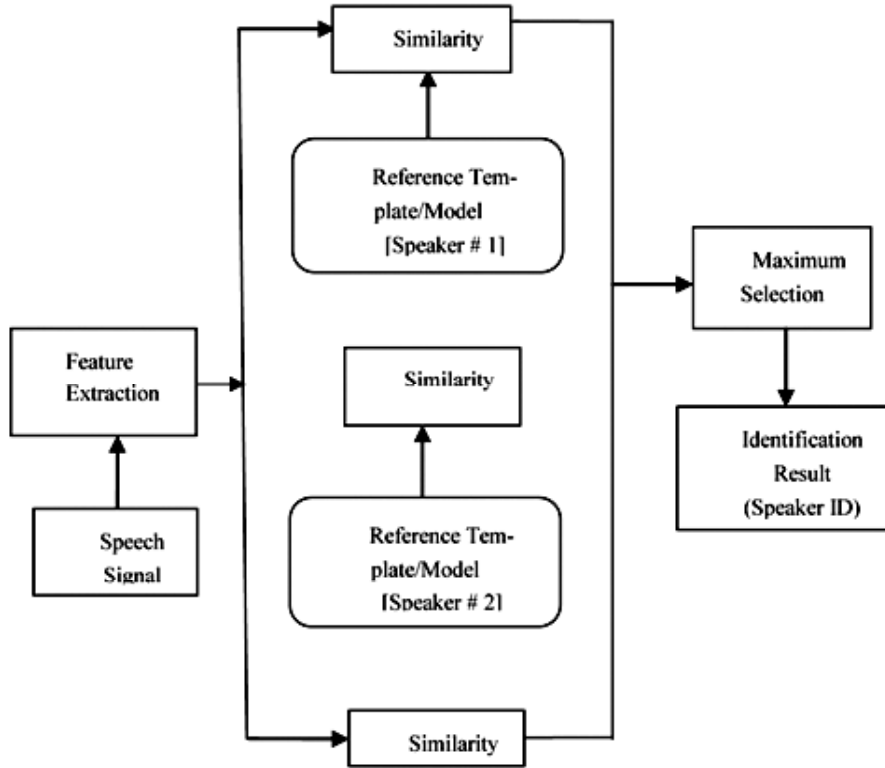 Similarity
Reference Tem-
plate/Model
[Speaker # 1]
Maximum
Selection
Feature
Extraction
Similarity
Identification
Result
(Speaker ID)
Speech
Signal
Reference Tem-
plate/Model
[Speaker # 2]
Similarity